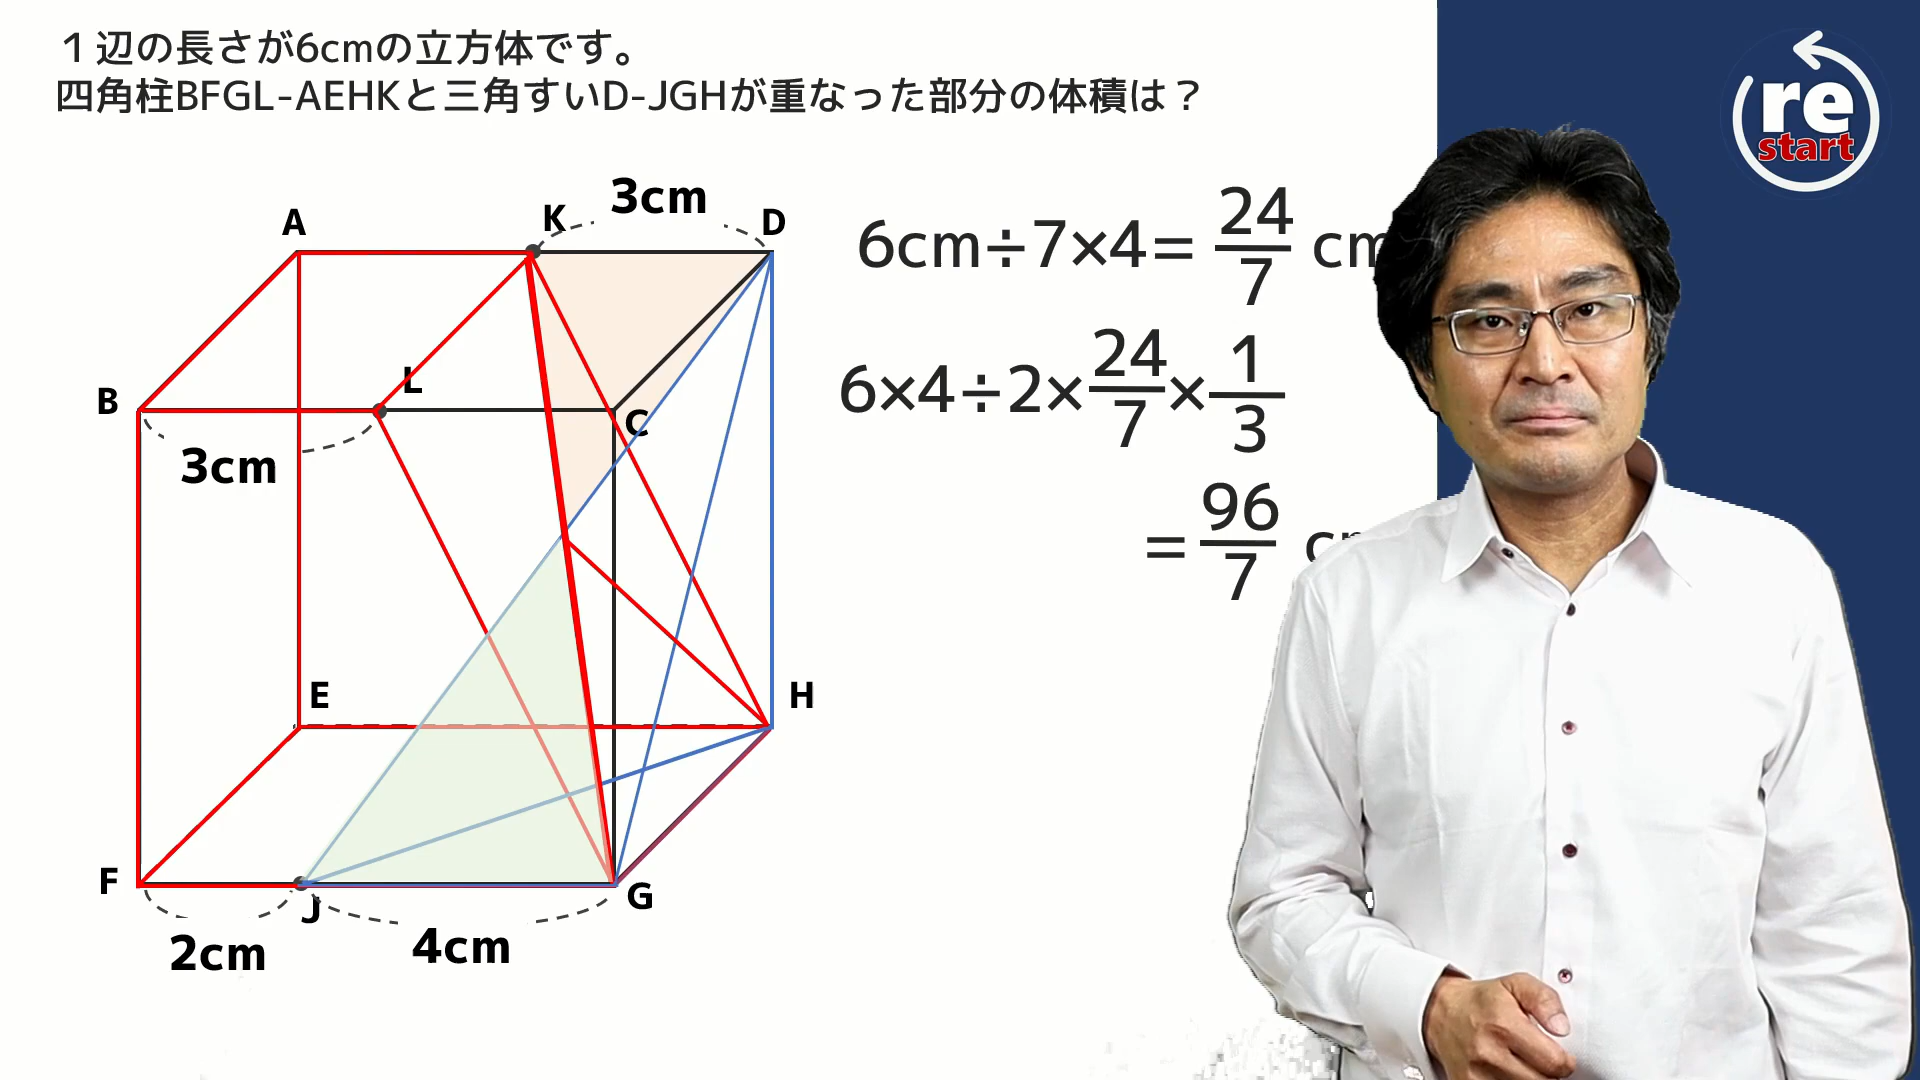 １辺の長さが6cmの立方体です。
四角柱BFGL-AEHKと三角すいD-JGHが重なった部分の体積は？
re
start
3cm
A
K
D
6cm÷7×4= 24/7 cm
B
L
C
3cm
6×4÷2×24/7×1/3
=96/7
E
H
F
J
G
2cm
4cm